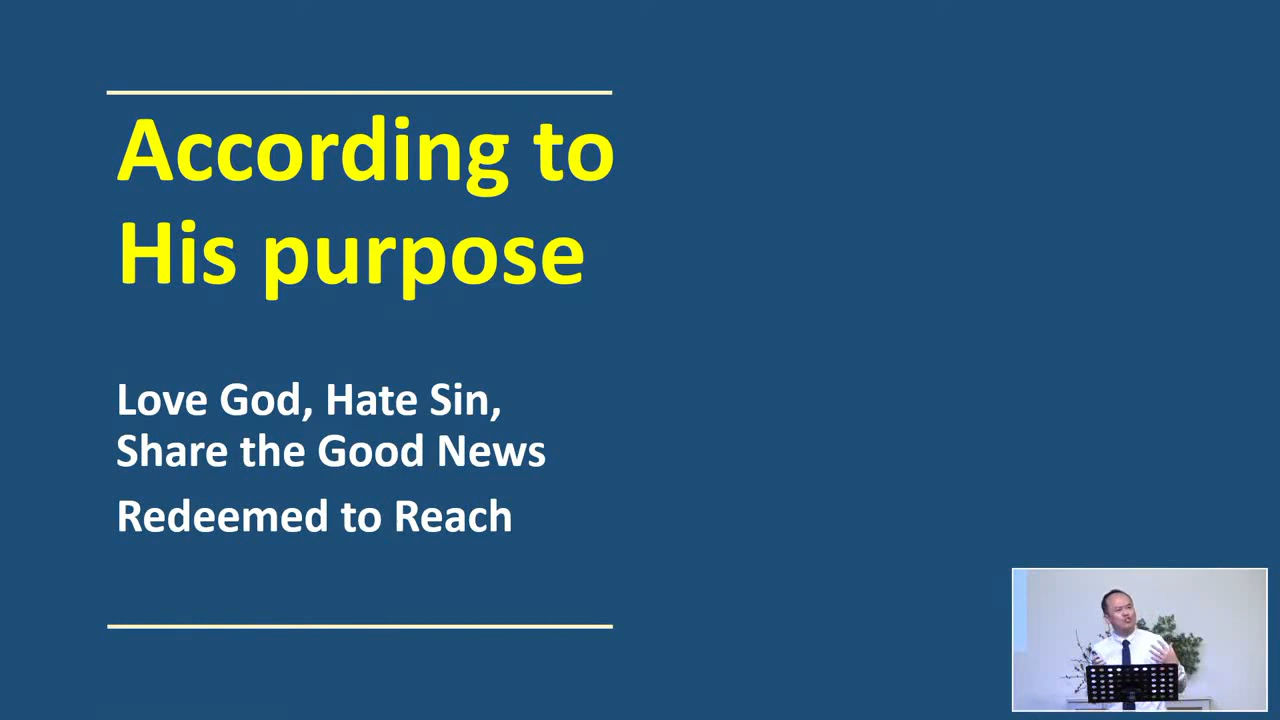 According to
His purpose
Love God, Hate Sin,
Share the Good News
Redeemed to Reach